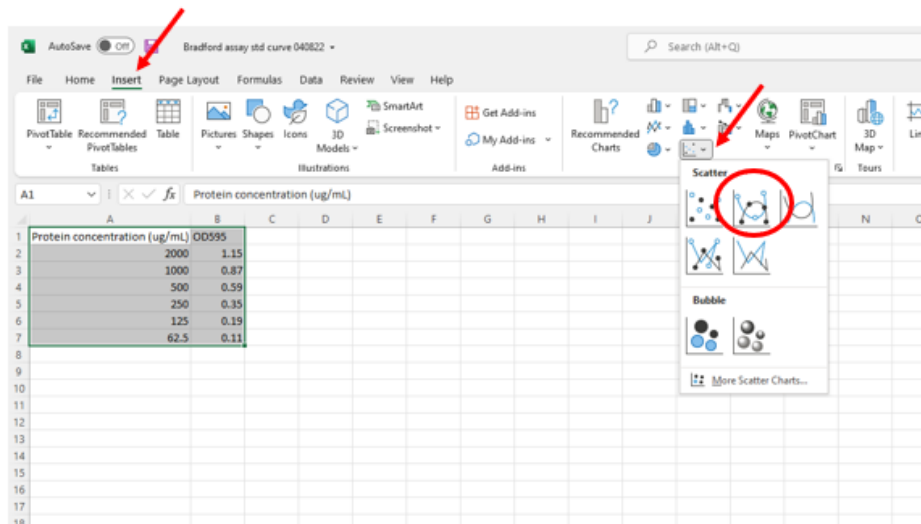 AutoSave Off Bradford assay std curve 040822 Search (Alt+Q)
File Home Insert Page Layout Formulas Data Review View Help
PivotTable Recommended PivotTables Table
Tables
Pictures Shapes Icons 3D Models
SmartArt
Screenshot
Illustrations
Get Add-ins
My Add-ins
Add-ins
Recommended Charts
Maps PivotChart
3D Map
Tours
A1 fx Protein concentration (ug/mL)
A B C D E F G H I J N
1 Protein concentration (ug/mL) OD595
2 2000 1.15
3 1000 0.87
4 500 0.59
5 250 0.35
6 125 0.19
7 62.5 0.11
8
9
10
11
12
13
14
15
16
17
18
Scatter
Bubble
More Scatter Charts...